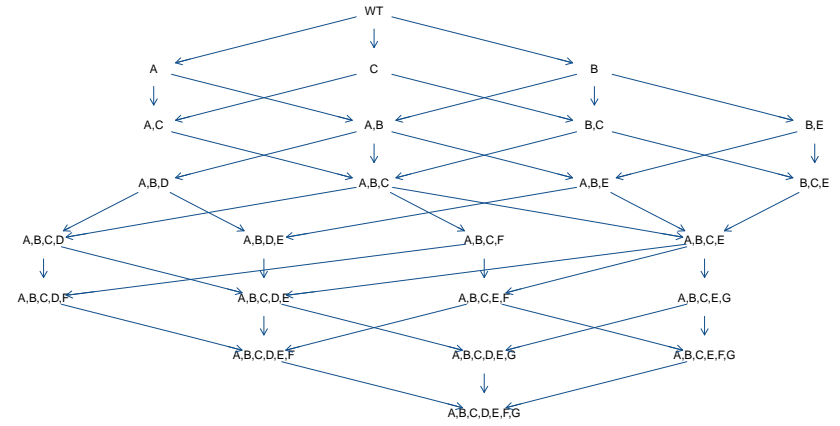 WT
A C B
A,C A,B B,C B,E
A,B,D A,B,C A,B,E B,C,E
A,B,C,D A,B,D,E A,B,C,F A,B,C,E
A,B,C,D,F A,B,C,D,E A,B,C,E,F A,B,C,E,G
A,B,C,D,E,F A,B,C,D,E,G A,B,C,E,F,G
A,B,C,D,E,F,G